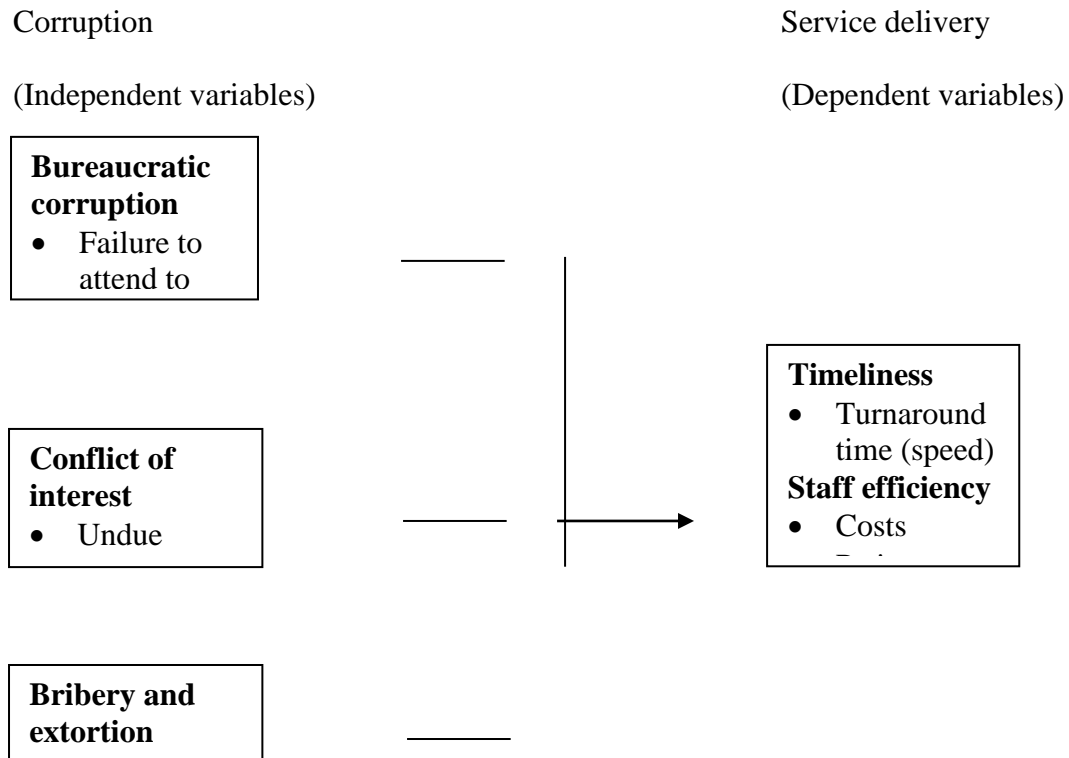 Corruption
Service delivery
(Independent variables)
(Dependent variables)
Bureaucratic
corruption
• Failure to
attend to
Conflict of
interest
• Undue
Bribery and
extortion
Timeliness
• Turnaround
time (speed)
Staff efficiency
• Costs
•